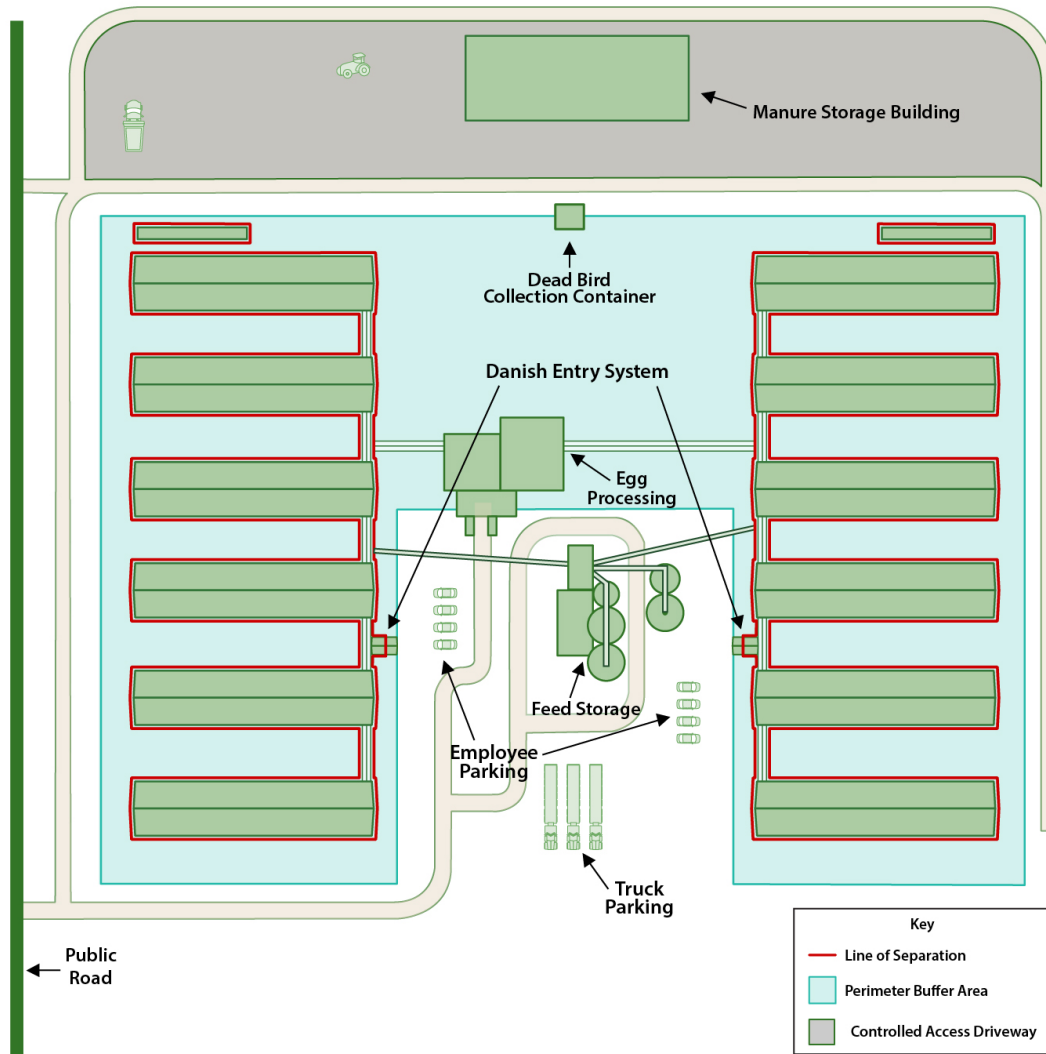 Manure Storage Building
Dead Bird
Collection Container
Danish Entry System
Egg
Processing
Feed Storage
Employee
Parking
Truck
Parking
Public
Road
Key
Line of Separation
Perimeter Buffer Area
Controlled Access Driveway